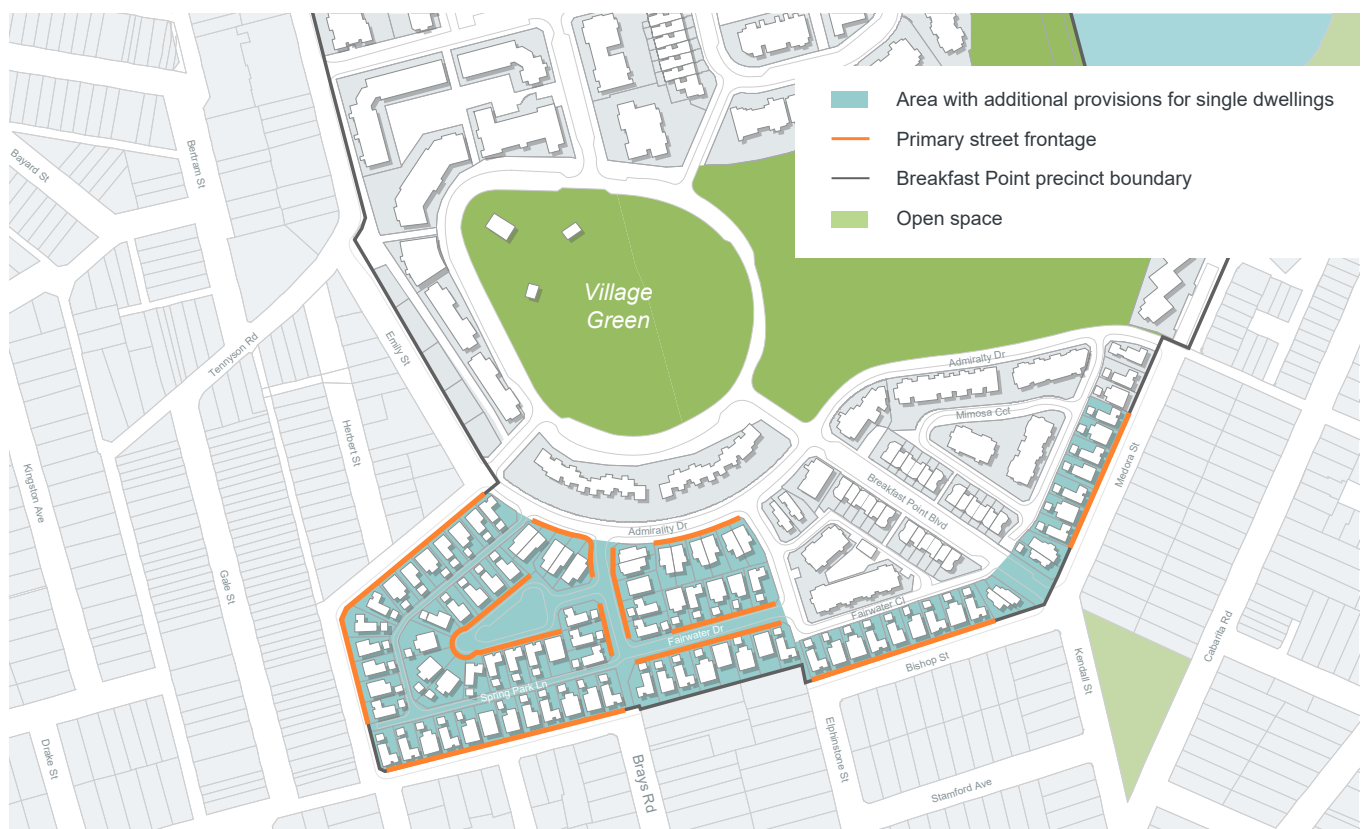 Area with additional provisions for single dwellings
Primary street frontage
Breakfast Point precinct boundary
Open space
Bayard St
Bertram St
Village
Green
Tennyson Rd
Emily St
Admiralty Dr
Mimosa Cct
Herbert St
Kingston Ave
Medora St
Breakfast Point Blvd
Admirality Dr
Gale St
Fairwater Cl
Fairwater Dr
Cabarita Rd
Bishop St
Kendall St
Spring Park Ln
Elphinstone St
Drake St
Brays Rd
Stamford Ave